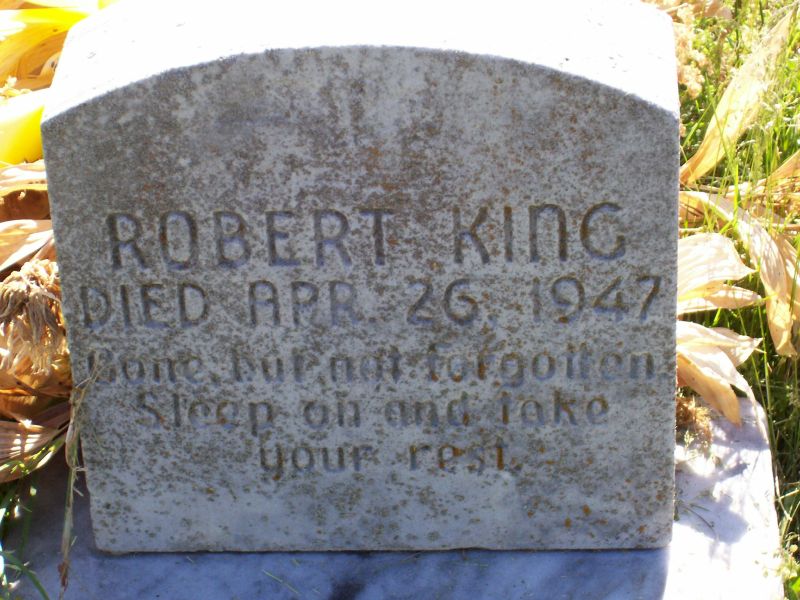 ROBERT KING
DIED APR. 26, 1947
Gone, but not forgotten
Sleep on and take
your rest.